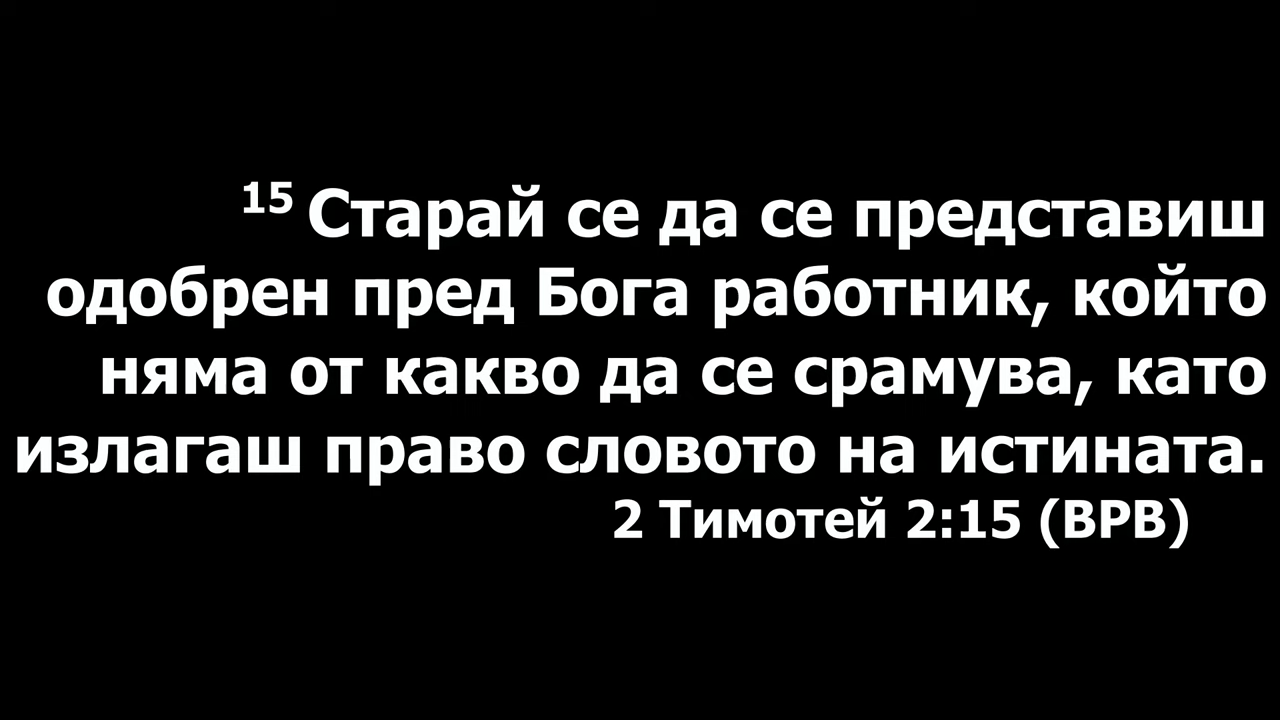 15 Старай се да се представиш
одобрен пред Бога работник, който
няма от какво да се срамува, като
излагаш право словото на истината.
2 Тимотей 2:15 (ВРВ)